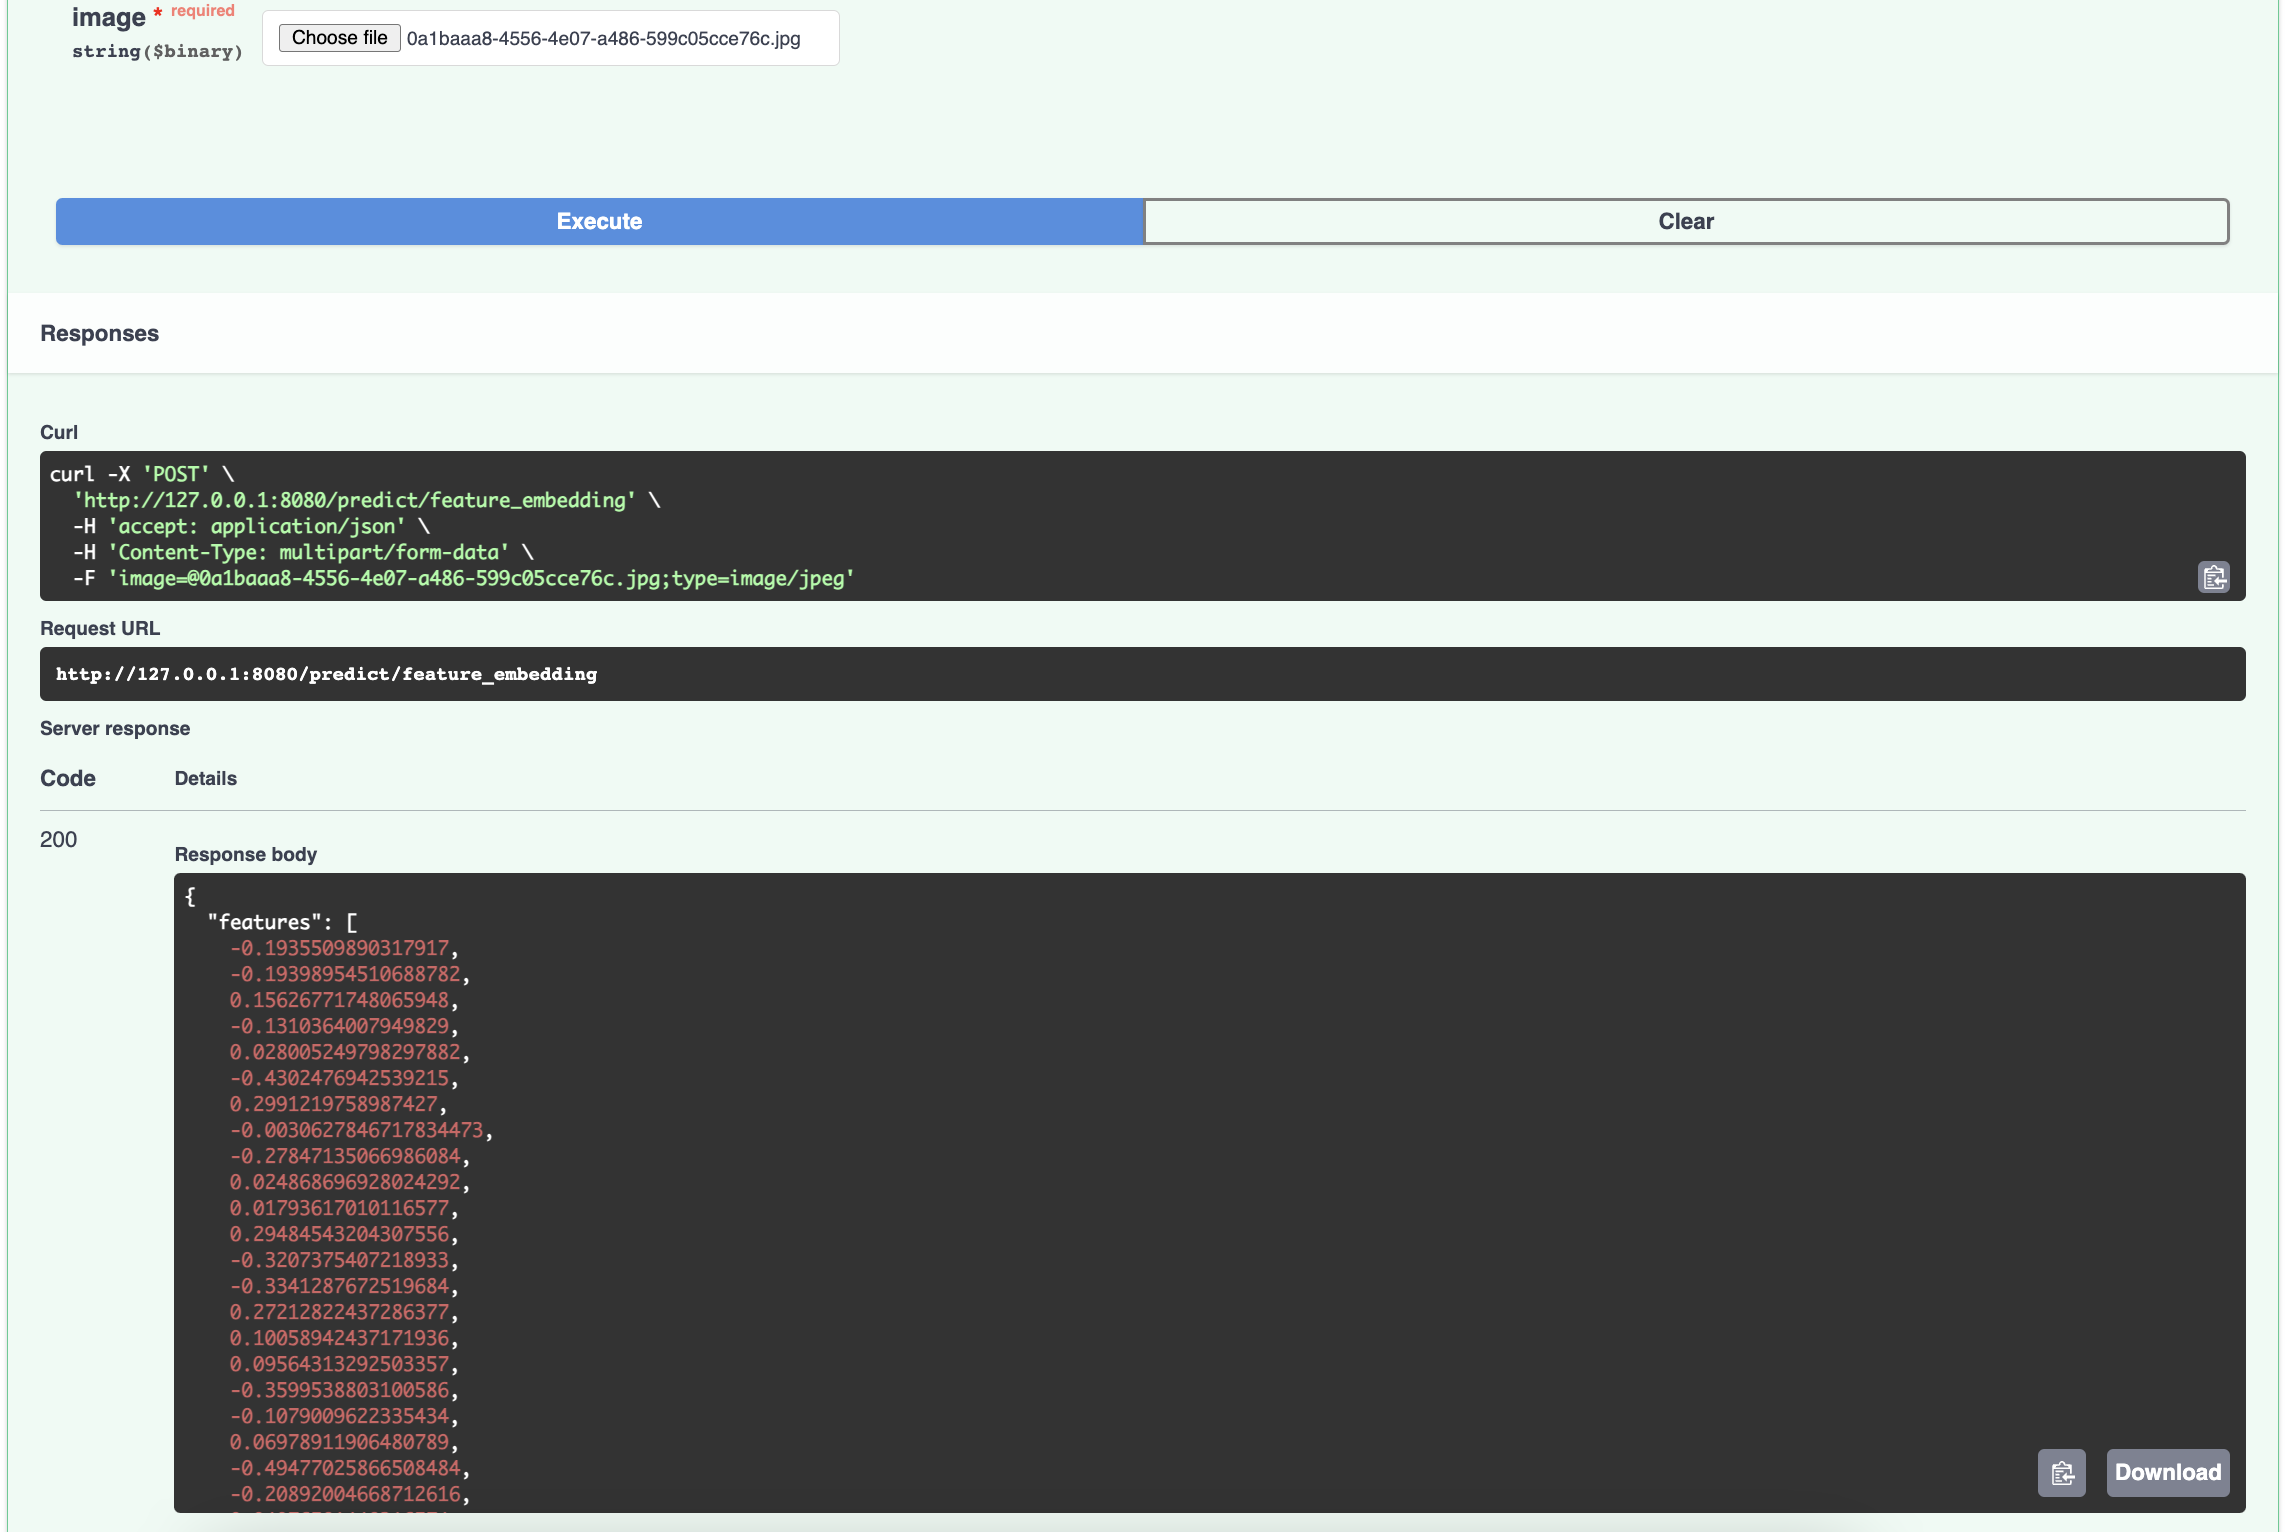 image * required
string($binary)
Choose file 0a1baaa8-4556-4e07-a486-599c05cce76c.jpg
Execute
Clear
Responses
Curl
curl -X 'POST' \
  'http://127.0.0.1:8080/predict/feature_embedding' \
  -H 'accept: application/json' \
  -H 'Content-Type: multipart/form-data' \
  -F 'image=@0a1baaa8-4556-4e07-a486-599c05cce76c.jpg;type=image/jpeg'
Request URL
http://127.0.0.1:8080/predict/feature_embedding
Server response
Code Details
200
Response body
{
  "features": [
    -0.1935509890317917,
    -0.19398954510688782,
    0.15626771748065948,
    -0.1310364007949829,
    0.028005249798297882,
    -0.4302476942539215,
    0.2991219758987427,
    -0.0030627846717834473,
    -0.27847135066986084,
    0.024868696928024292,
    0.01793617010116577,
    0.29484543204307556,
    -0.3207375407218933,
    -0.3341287672519684,
    0.27212822437286377,
    0.10058942437171936,
    0.09564313292503357,
    -0.3599538803100586,
    -0.1079009622335434,
    0.06978911906480789,
    -0.49477025866508484,
    -0.20892004668712616,
Download